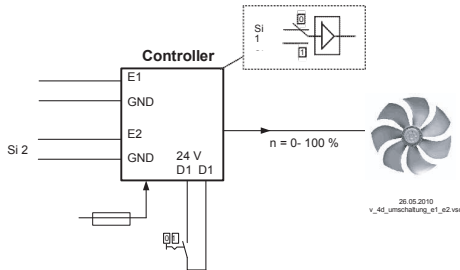 0
Si
1
1
Controller
E1
GND
E2
GND
Si 2
24 V
D1 D1
n = 0- 100 %
0 1
26.05.2010
v_4d_umschaltung_e1_e2.vsd